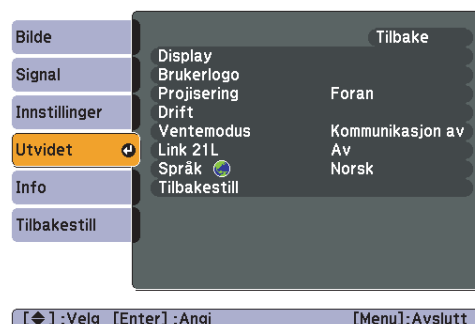 Bilde
Signal
Innstillinger
Utvidet
Info
Tilbakestill
Tilbake
Display
Brukerlogo
Projisering Foran
Drift
Ventemodus Kommunikasjon av
Link 21L Av
Språk Norsk
Tilbakestill
[ ] :Velg [Enter] :Angi [Menu]:Avslutt